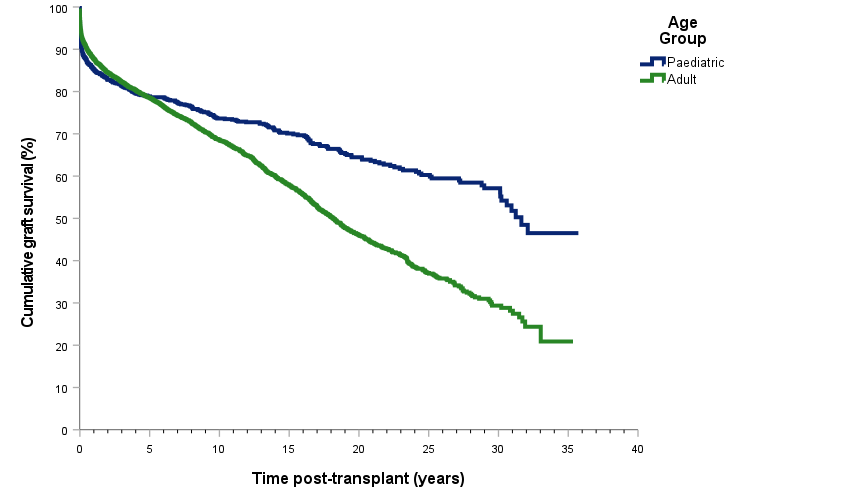 Age
Group
Paediatric
Adult
Cumulative graft survival (%)
100
90
80
70
60
50
40
30
20
10
0
0 5 10 15 20 25 30 35 40
Time post-transplant (years)